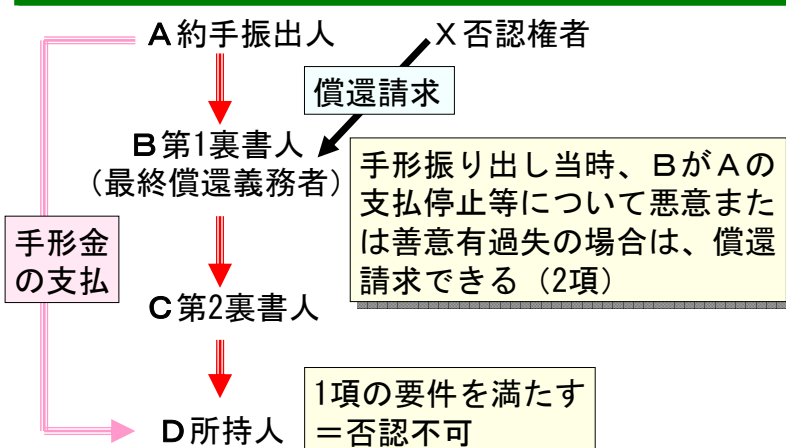 A約手振出人
X否認権者
償還請求
B第1裏書人
(最終償還義務者)
手形振り出し当時、BがAの
支払停止等について悪意また
は善意有過失の場合は、償還
請求できる(2項)
手形金
の支払
C第2裏書人
D所持人
1項の要件を満たす
=否認不可